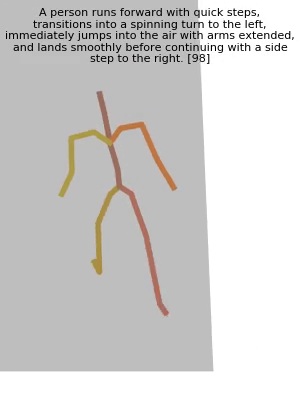 A person runs forward with quick steps,
transitions into a spinning turn to the left,
immediately jumps into the air with arms extended,
and lands smoothly before continuing with a side
step to the right. [98]